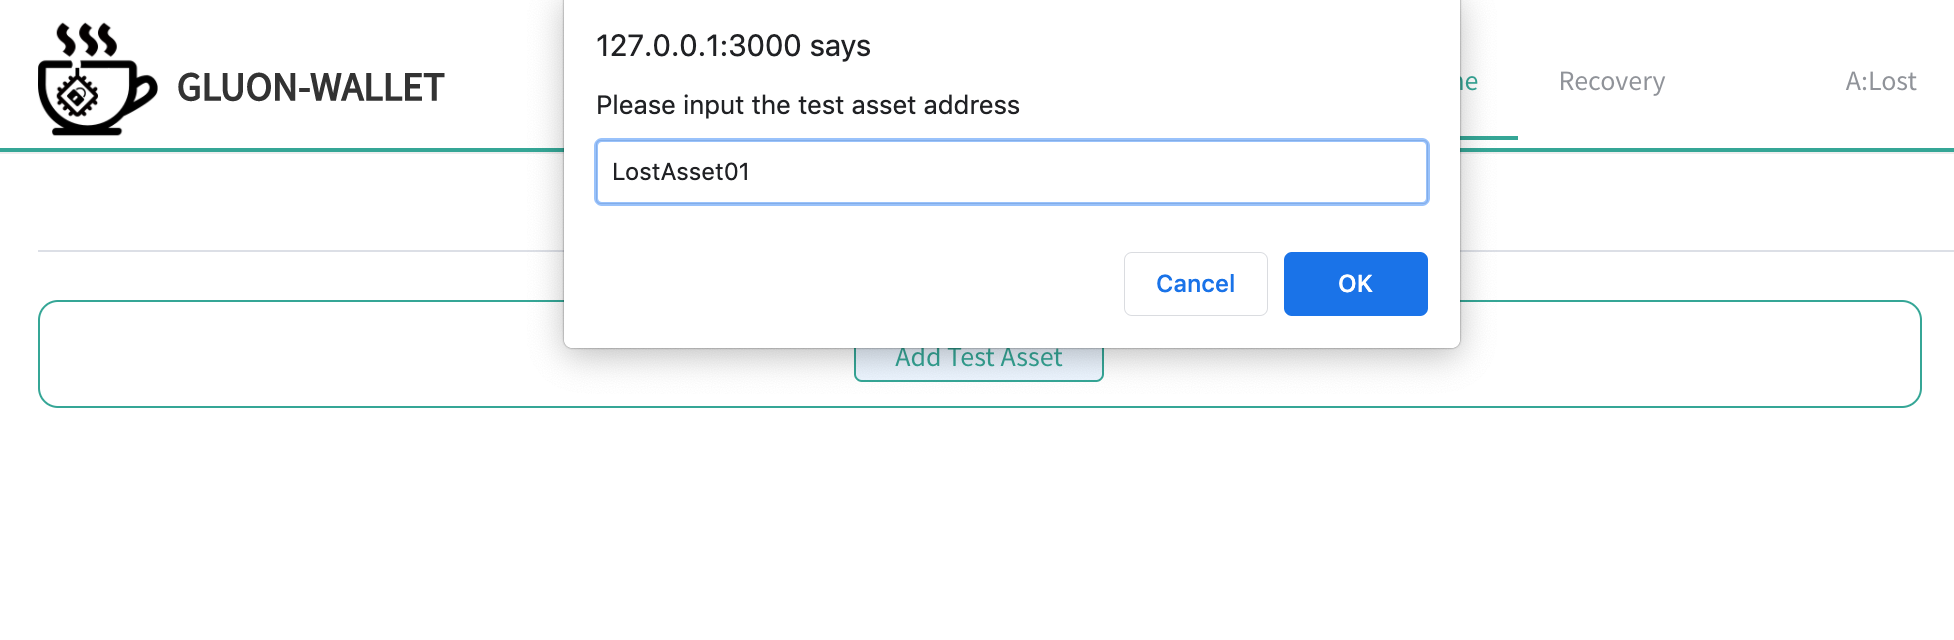 GLUON-WALLET
127.0.0.1:3000 says
Please input the test asset address
LostAsset01
Cancel
OK
Recovery
A:Lost
Add Test Asset